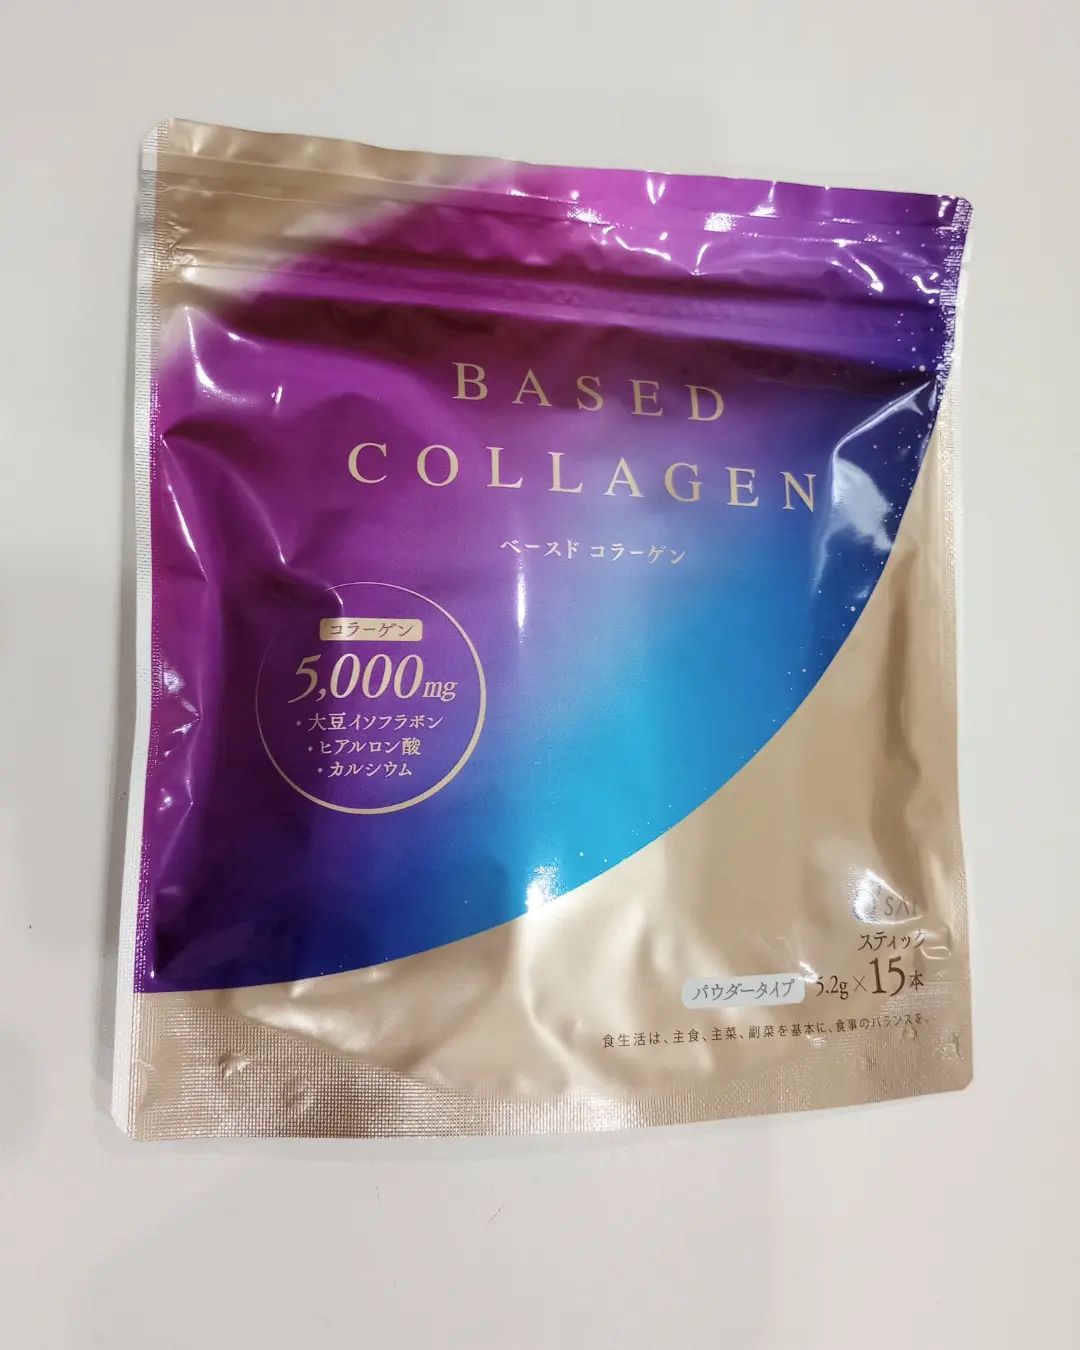 BASED
COLLAGEN
ベースド コラーゲン
コラーゲン
5,000mg
・大豆イソフラボン
・ヒアルロン酸
・カルシウム
スティック
パウダータイプ 5.2g×15本
食生活は、主食、主菜、副菜を基本に、食事のバランスを。